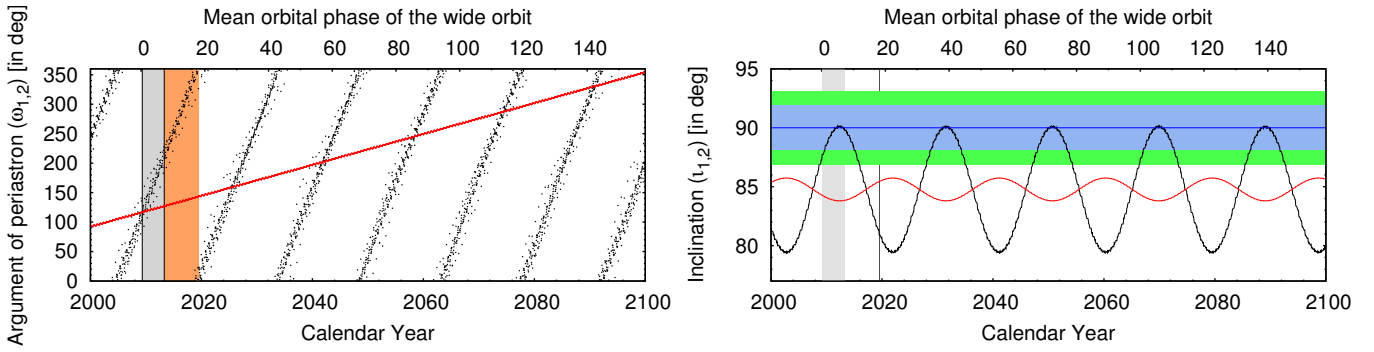 Mean orbital phase of the wide orbit
0 20 40 60 80 100 120 140
Argument of periastron (ω1,2) [in deg]
350
300
250
200
150
100
50
0
2000 2020 2040 2060 2080 2100
Calendar Year
Mean orbital phase of the wide orbit
0 20 40 60 80 100 120 140
Inclination (ι1,2) [in deg]
95
90
85
80
2000 2020 2040 2060 2080 2100
Calendar Year